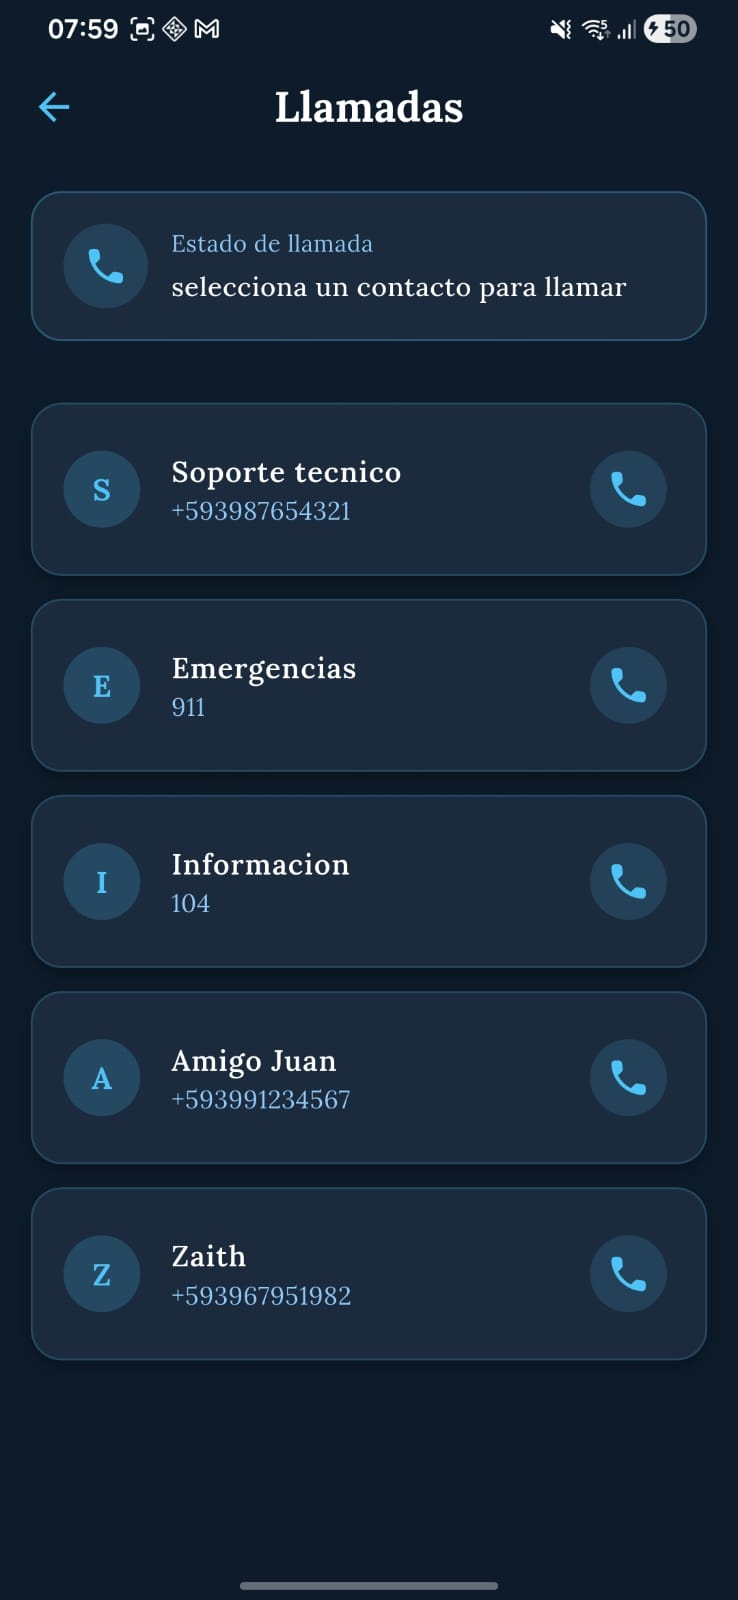 07:59
5
50
Llamadas
Estado de llamada
selecciona un contacto para llamar
S
Soporte tecnico
+593987654321
E
Emergencias
911
I
Informacion
104
A
Amigo Juan
+593991234567
Z
Zaith
+593967951982